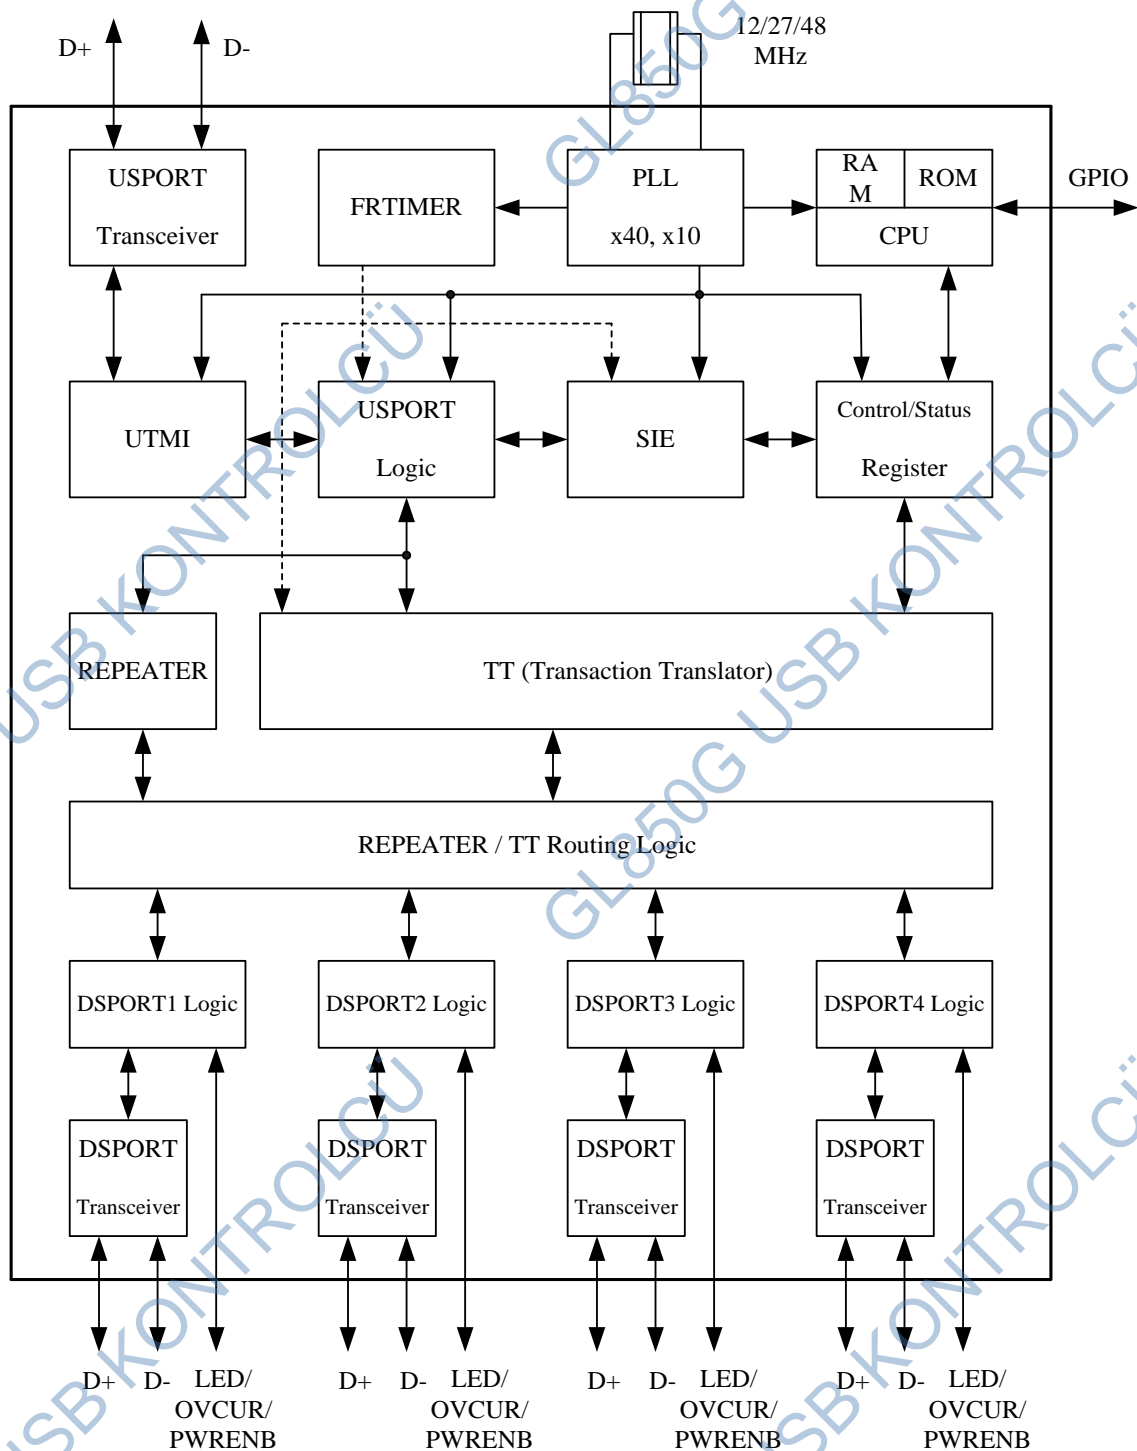 D+ D- 12/27/48
MHz
USPORT
Transceiver
FRTIMER
PLL
x40, x10
RA
M
ROM
CPU
GPIO
UTMI
USPORT
Logic
SIE
Control/Status
Register
REPEATER
TT (Transaction Translator)
REPEATER / TT Routing Logic
DSPORT1 Logic
DSPORT2 Logic
DSPORT3 Logic
DSPORT4 Logic
DSPORT
Transceiver
DSPORT
Transceiver
DSPORT
Transceiver
DSPORT
Transceiver
D+ D- LED/
OVCUR/
PWRENB
D+ D- LED/
OVCUR/
PWRENB
D+ D- LED/
OVCUR/
PWRENB
D+ D- LED/
OVCUR/
PWRENB
GL850G
USB KONTROLCÜ
GL850G USB KONTROLCÜ
USB KONTROLCÜ
USB KONTROLCÜ